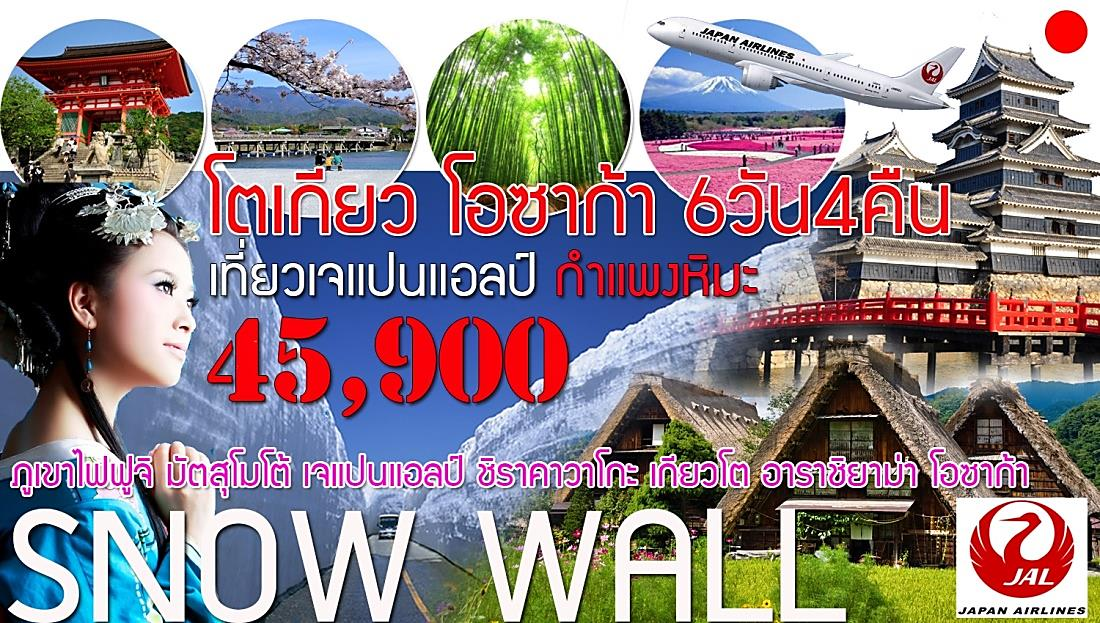 JAPAN AIRLINES
โตเกียว โอซาก้า 6วัน4คืน
เที่ยวเจแปนแอลป์ กำแพงหิมะ
45,900
ภูเขาไฟฟูจิ มัตสุโมโต้ เจแปนแอลป์ ชิราคาวาโกะ เกียวโต อาราชิยาม่า โอซาก้า
SNOW WALL
JAL
JAPAN AIRLINES